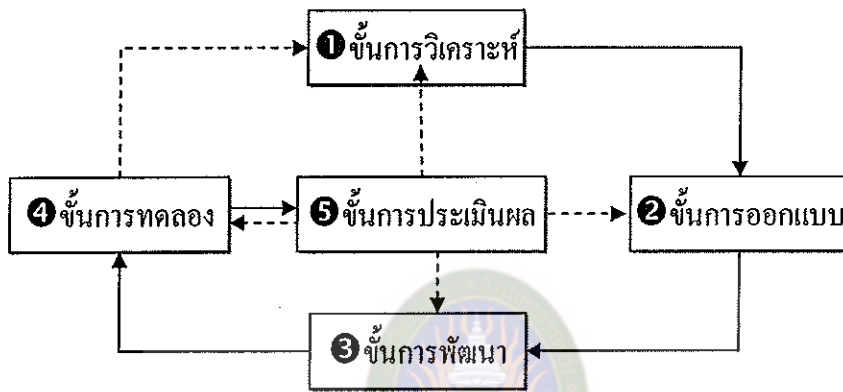 ❶ขั้นการวิเคราะห์
❹ขั้นการทดลอง
❺ขั้นการประเมินผล
❷ขั้นการออกแบบ
❸ขั้นการพัฒนา